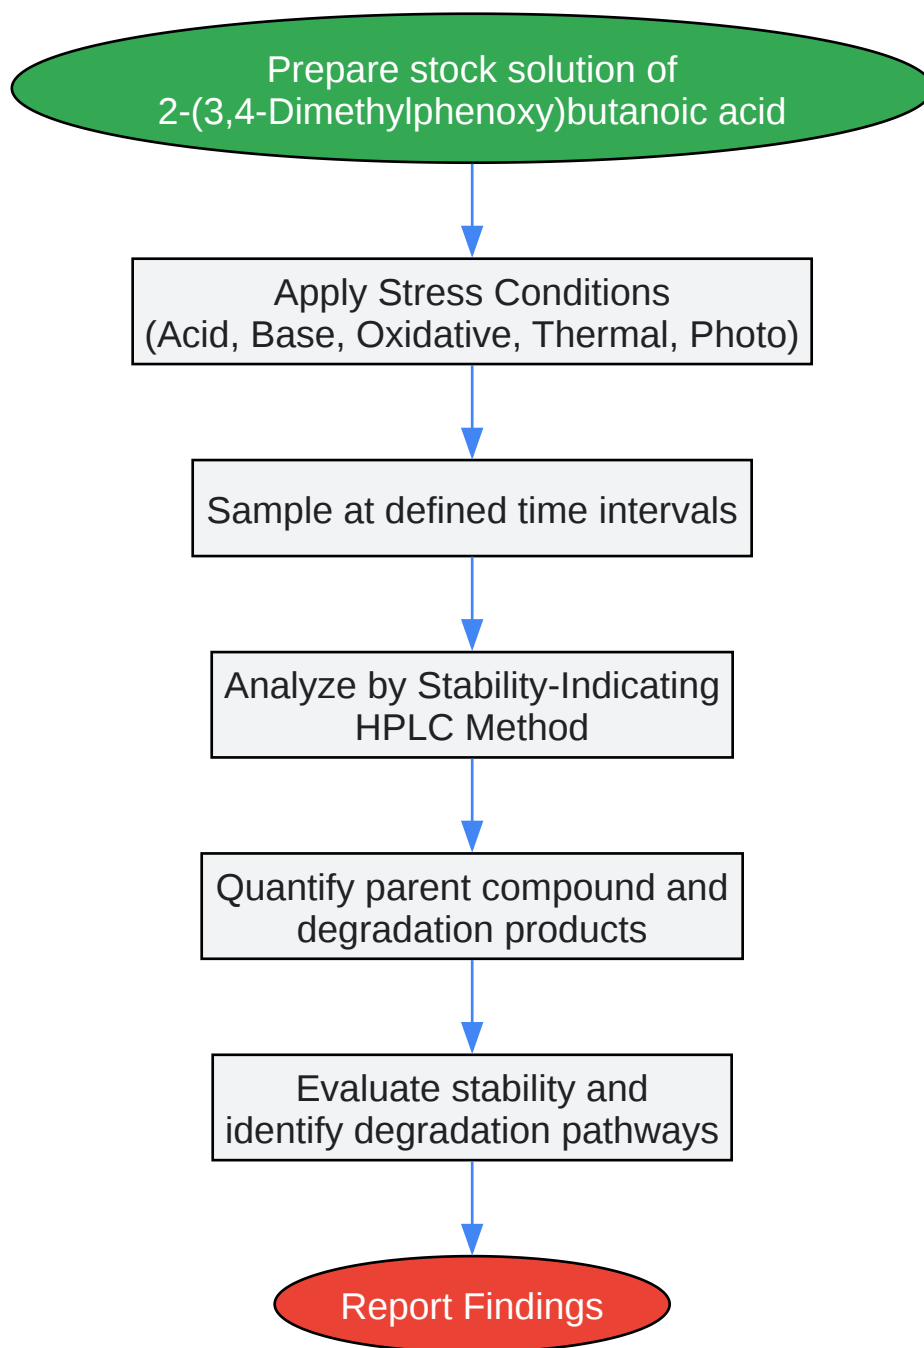 Prepare stock solution of
2-(3,4-Dimethylphenoxy)butanoic acid
Apply Stress Conditions
(Acid, Base, Oxidative, Thermal, Photo)
Sample at defined time intervals
Analyze by Stability-Indicating
HPLC Method
Quantify parent compound and
degradation products
Evaluate stability and
identify degradation pathways
Report Findings